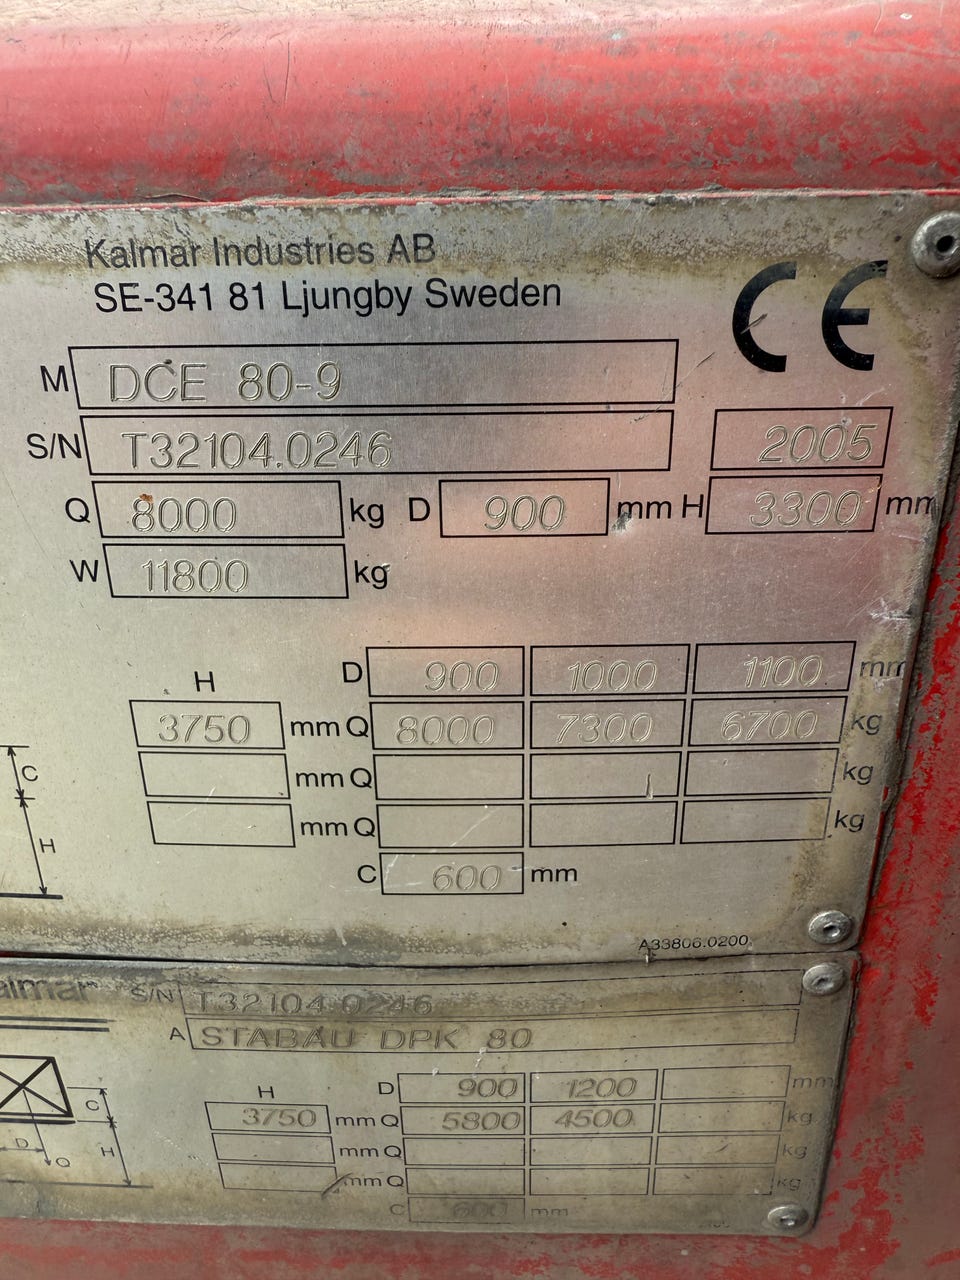 Kalmar Industries AB
SE-341 81 Ljungby Sweden
CE
M DCE 80-9
S/N T32104.0246 2005
Q 8000 kg D 900 mm H 3300 mm
W 11800 kg
H D 900 1000 1100 mm
3750 mm Q 8000 7300 6700 kg
C mm Q kg
H mm Q kg
C 600 mm
A33806.0200
almar S/N T32104.0246
A STABAU DPK 80
H D 900 1200 mm
3750 mm Q 5800 4500 kg
C
D Q H mm Q kg
mm Q kg
C 600 mm